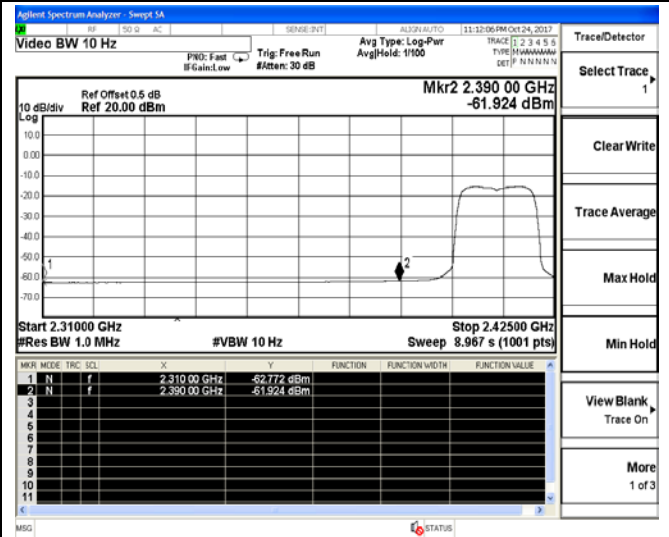 Agilent Spectrum Analyzer - Swept SA
RF 50 Ω AC SENSE:INT ALIGN AUTO 11:12:06 PM Oct 24, 2017
Video BW 10 Hz
PNO: Fast
IFGain:Low
Trig: Free Run
#Atten: 30 dB
Avg Type: Log-Pwr
Avg|Hold: 1/100
TRACE 1 2 3 4 5 6
TYPE
DET P N N N N N
Ref Offset 0.5 dB
Ref 20.00 dBm
10 dB/div
Log
Mkr2 2.390 00 GHz
-61.924 dBm
10.0
0.00
-10.0
-20.0
-30.0
-40.0
-50.0
-60.0
-70.0
1
2
Start 2.31000 GHz
#Res BW 1.0 MHz
#VBW 10 Hz
Stop 2.42500 GHz
Sweep 8.967 s (1001 pts)
MKR MODE TRC SCL X Y FUNCTION FUNCTION WIDTH FUNCTION VALUE
1 N f 2.310 00 GHz -62.772 dBm
2 N f 2.390 00 GHz -61.924 dBm
3
4
5
6
7
8
9
10
11
MSG
STATUS
Trace/Detector
Select Trace
1
Clear Write
Trace Average
Max Hold
Min Hold
View Blank
Trace On
More
1 of 3